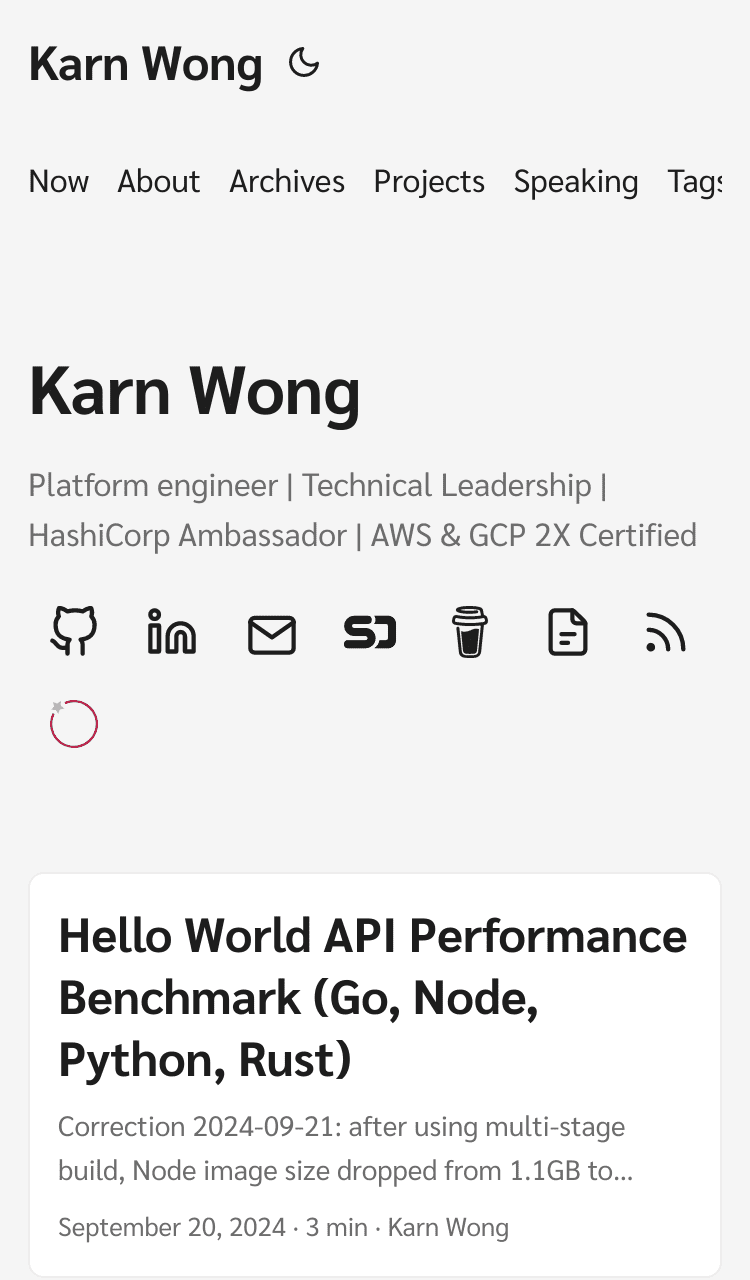 Karn Wong
Now About Archives Projects Speaking Tags
Karn Wong
Platform engineer | Technical Leadership |
HashiCorp Ambassador | AWS & GCP 2X Certified
Hello World API Performance
Benchmark (Go, Node,
Python, Rust)
Correction 2024-09-21: after using multi-stage
build, Node image size dropped from 1.1GB to...
September 20, 2024 · 3 min · Karn Wong